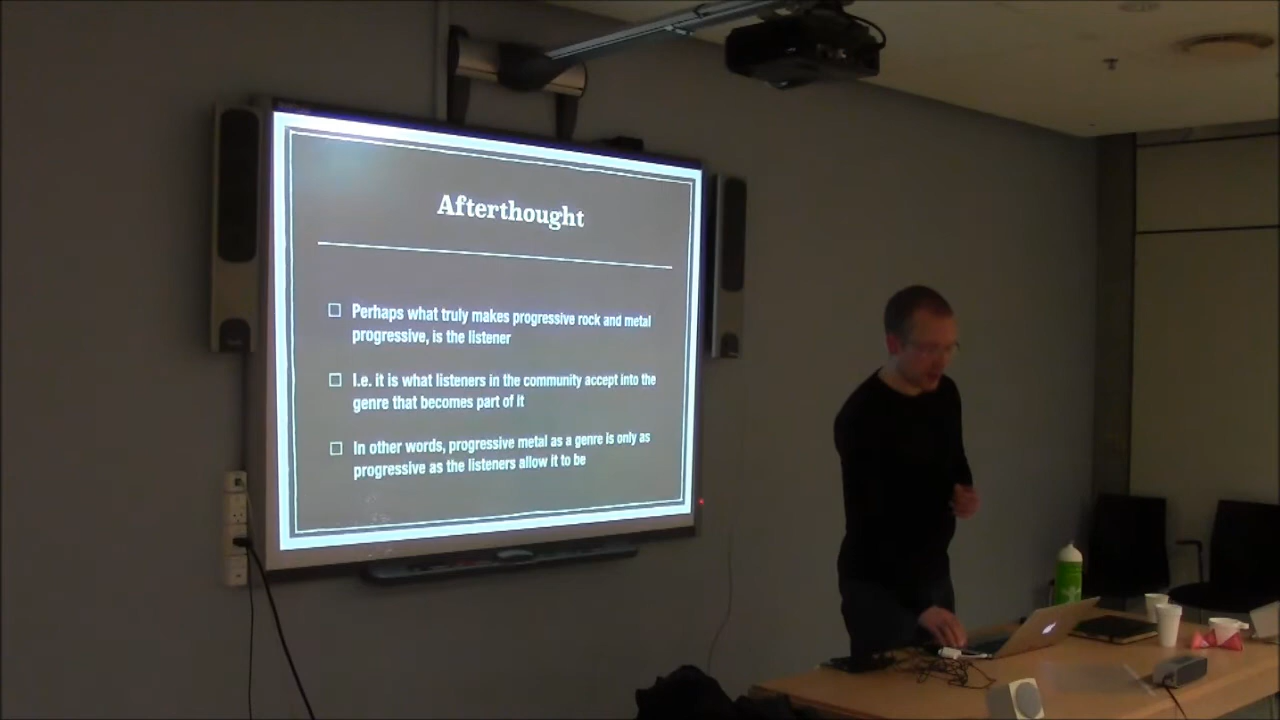 Afterthought
Perhaps what truly makes progressive rock and metal
progressive, is the listener
I.e. it is what listeners in the community accept into the
genre that becomes part of it
In other words, progressive metal as a genre is only as
progressive as the listeners allow it to be